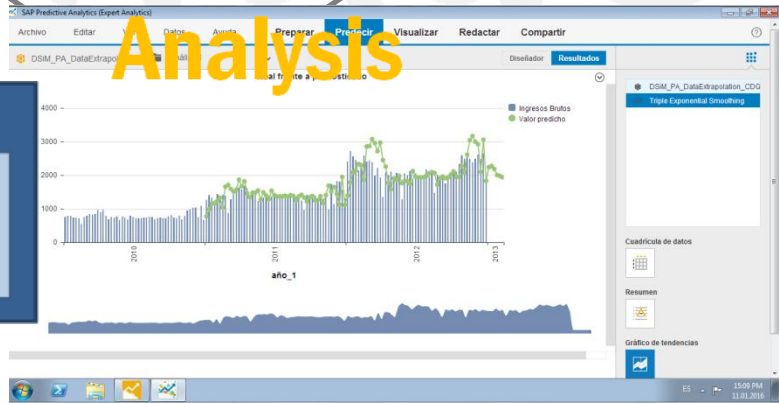 SAP Predictive Analytics (Expert Analytics)
Analysis
Archivo Editar Datos Ayuda Preparar Predecir Visualizar Redactar Compartir
Diseñador Resultados
Ingresos Brutos
Valor predicho
4000
3000
2000
1000
0
2010 2011 2012 2013
año_1
DSIM_PA_DataExtrapolation_CDG
Triple Exponential Smoothing
Cuadrícula de datos
Resumen
Gráfico de tendencias
ES
15:09 PM
11.01.2016